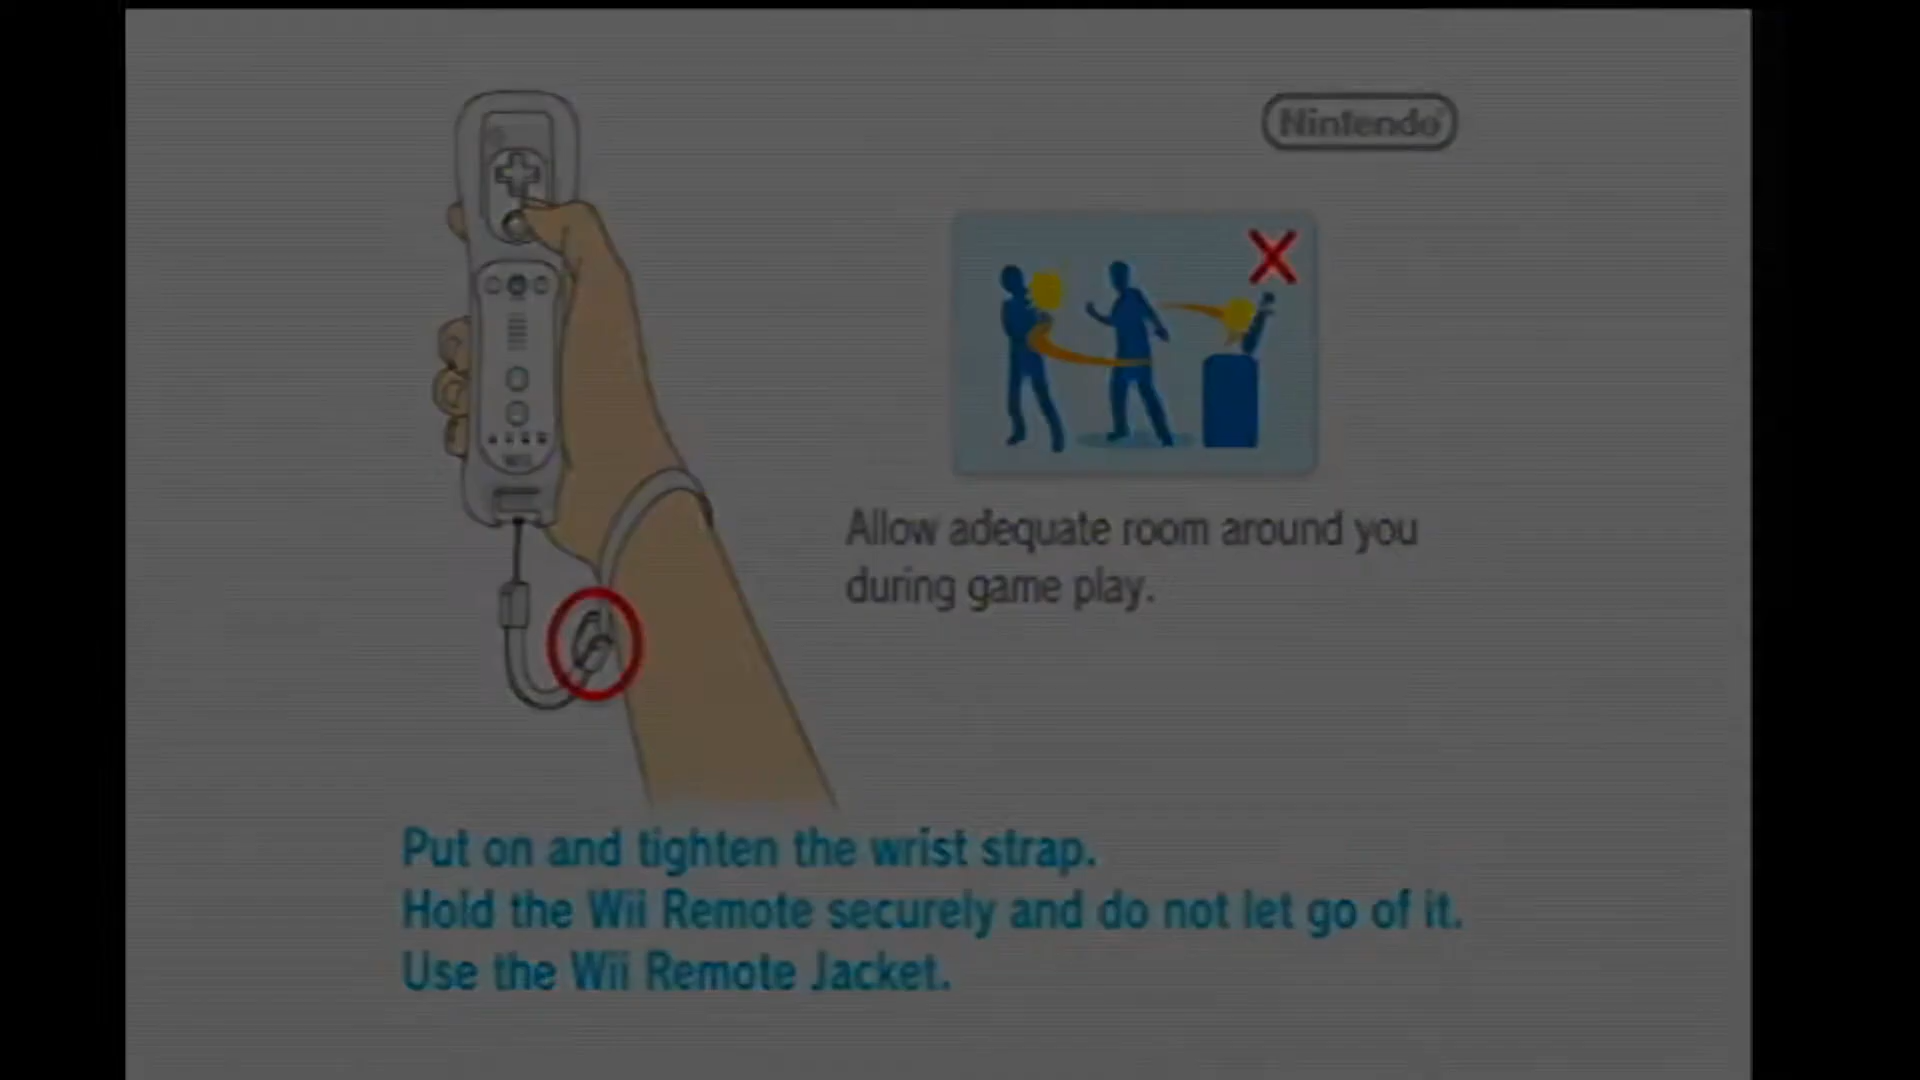 Nintendo
Allow adequate room around you
during game play.
Wii
Put on and tighten the wrist strap.
Hold the Wii Remote securely and do not let go of it.
Use the Wii Remote Jacket.